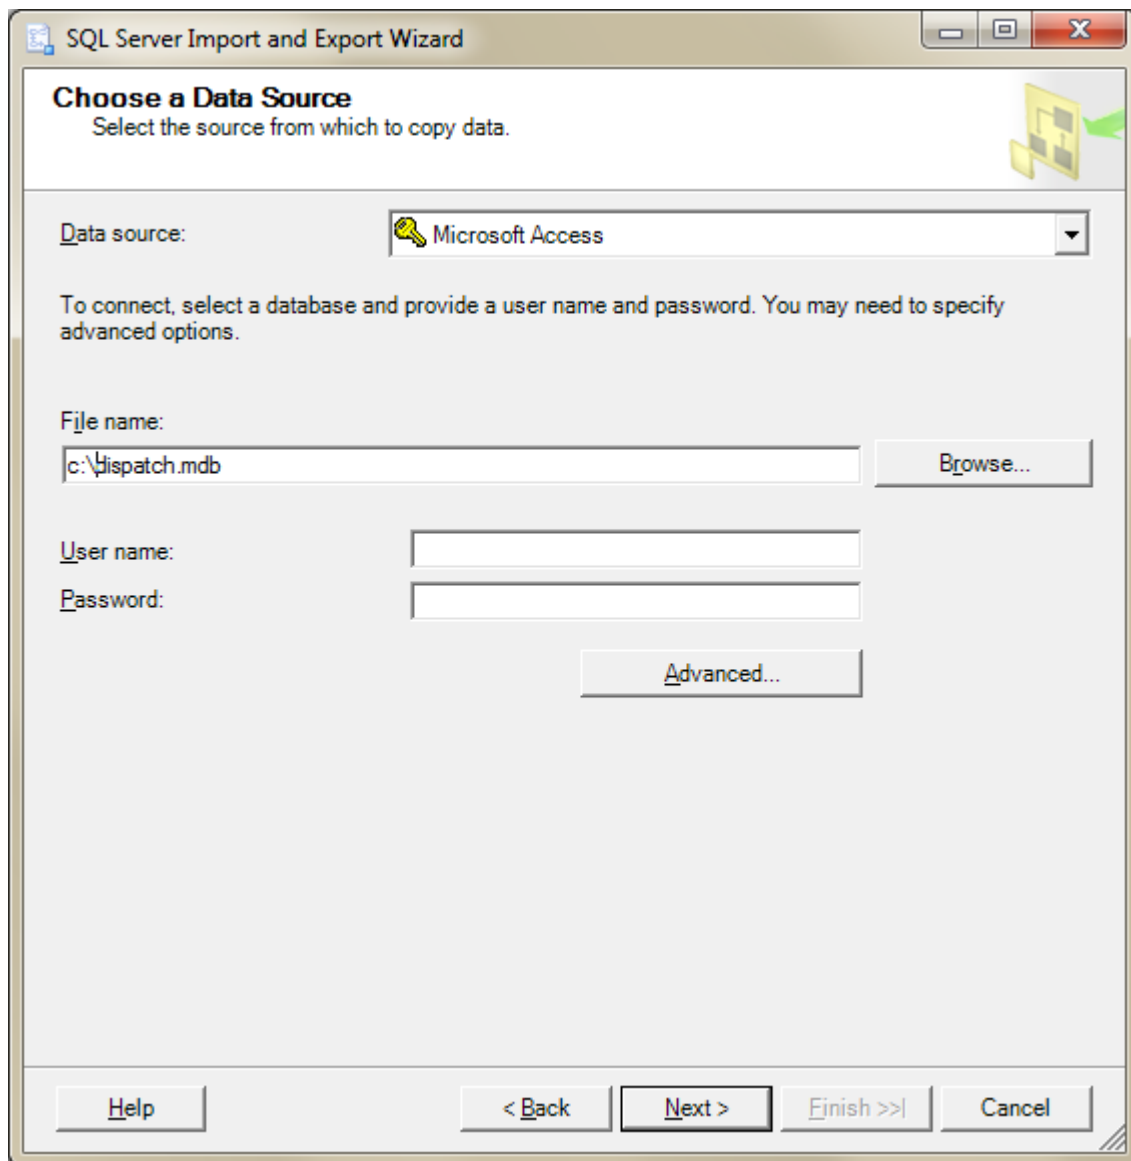 SQL Server Import and Export Wizard
Choose a Data Source
Select the source from which to copy data.
Data source: Microsoft Access
To connect, select a database and provide a user name and password. You may need to specify
advanced options.
File name:
c:\dispatch.mdb Browse...
User name:
Password:
Advanced...
Help < Back Next > Finish >>| Cancel